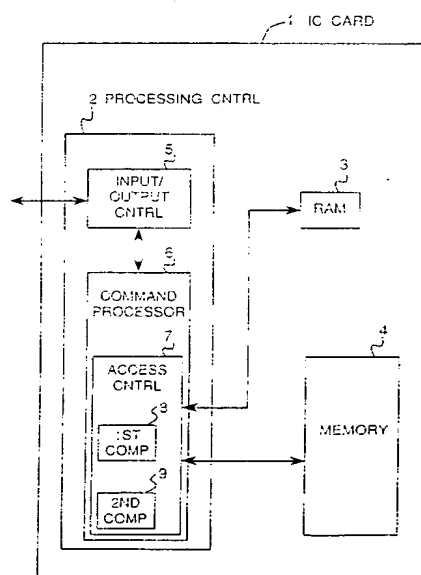 1 IC CARD
2 PROCESSING CNTRL
5
INPUT/
OUTPUT
CNTRL
3
RAM
6
COMMAND
PROCESSOR
7
ACCESS
CNTRL
8
1ST
COMP
9
2ND
COMP
4
MEMORY